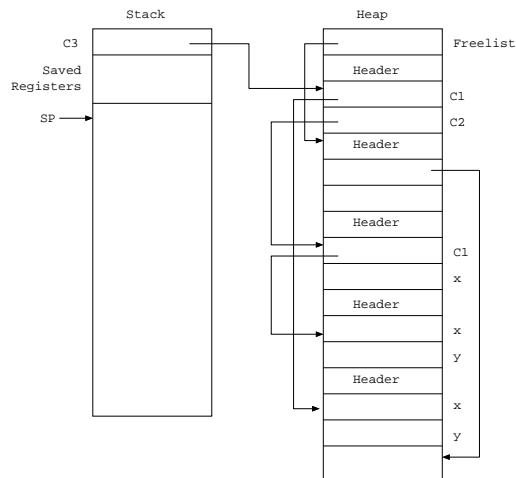 Stack
Heap
C3
Freelist
Saved
Registers
Header
C1
SP
C2
Header
Header
C1
x
Header
x
y
Header
x
y